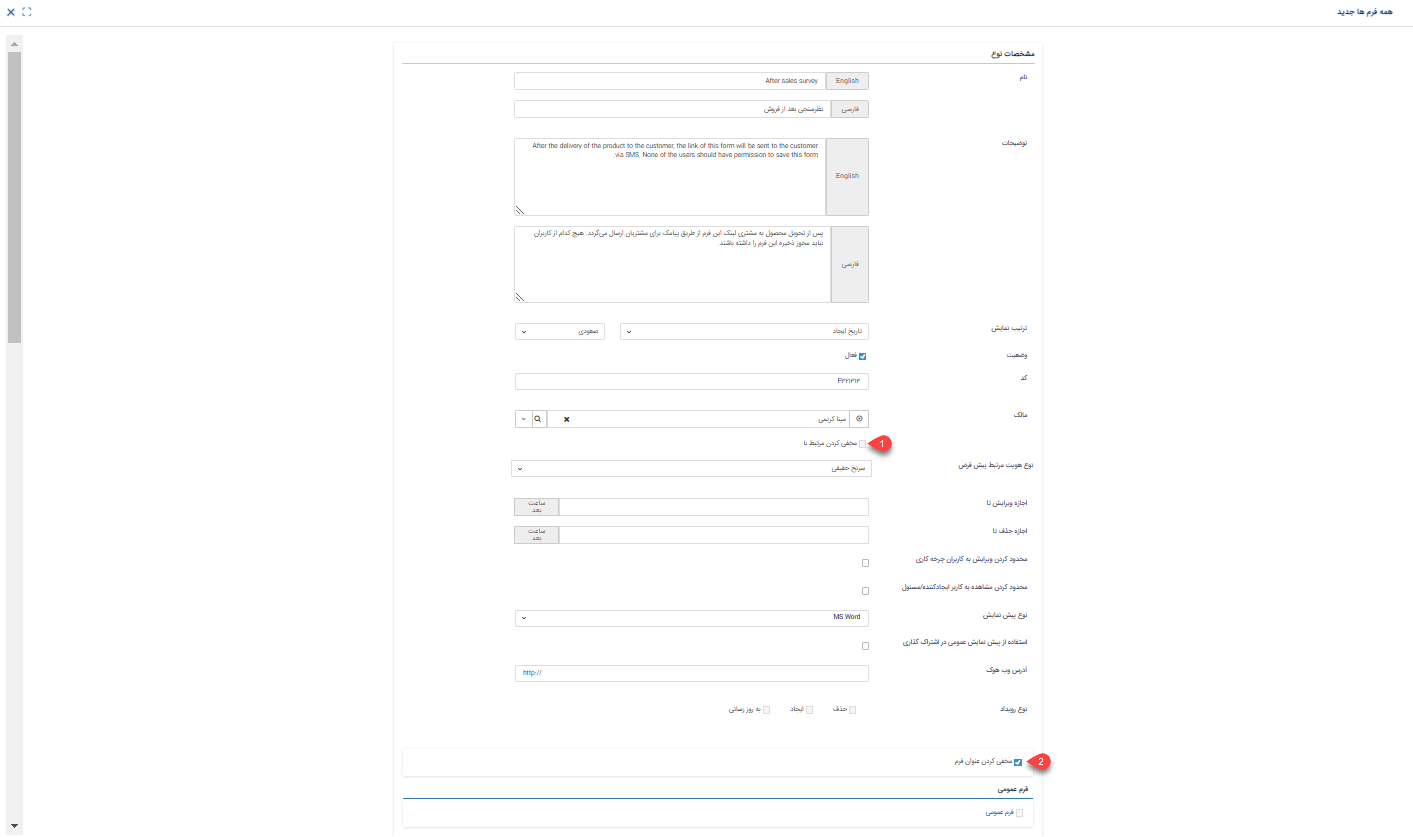 همه فرم ها جدید
مشخصات نوع
نام
English
After sales survey
فارسی
نظرسنجی بعد از فروش
توضیحات
English
After the delivery of the product to the customer, the link of this form will be sent to the customer
via SMS. None of the users should have permission to save this form
فارسی
پس از تحویل محصول به مشتری لینک این فرم از طریق پیامک برای مشتریان ارسال می‌گردد. هیچ کدام از کاربران
نباید مجوز ذخیره این فرم را داشته باشند.
ترتیب نمایش
تاریخ ایجاد
صعودی
وضعیت
فعال
کد
مالک
مینا کریمی
مخفی کردن مرتبط با
1
نوع هویت مرتبط پیش فرض
سرنخ حقیقی
اجازه ویرایش تا
ساعت
بعد
اجازه حذف تا
ساعت
بعد
محدود کردن ویرایش به کاربران چرخه کاری
محدود کردن مشاهده به کاربر ایجادکننده/مسئول
نوع پیش نمایش
MS Word
استفاده از پیش نمایش عمومی در اشتراک گذاری
آدرس وب هوک
http://
نوع رویداد
حذف
ایجاد
به روز رسانی
مخفی کردن عنوان فرم
2
فرم عمومی
فرم عمومی